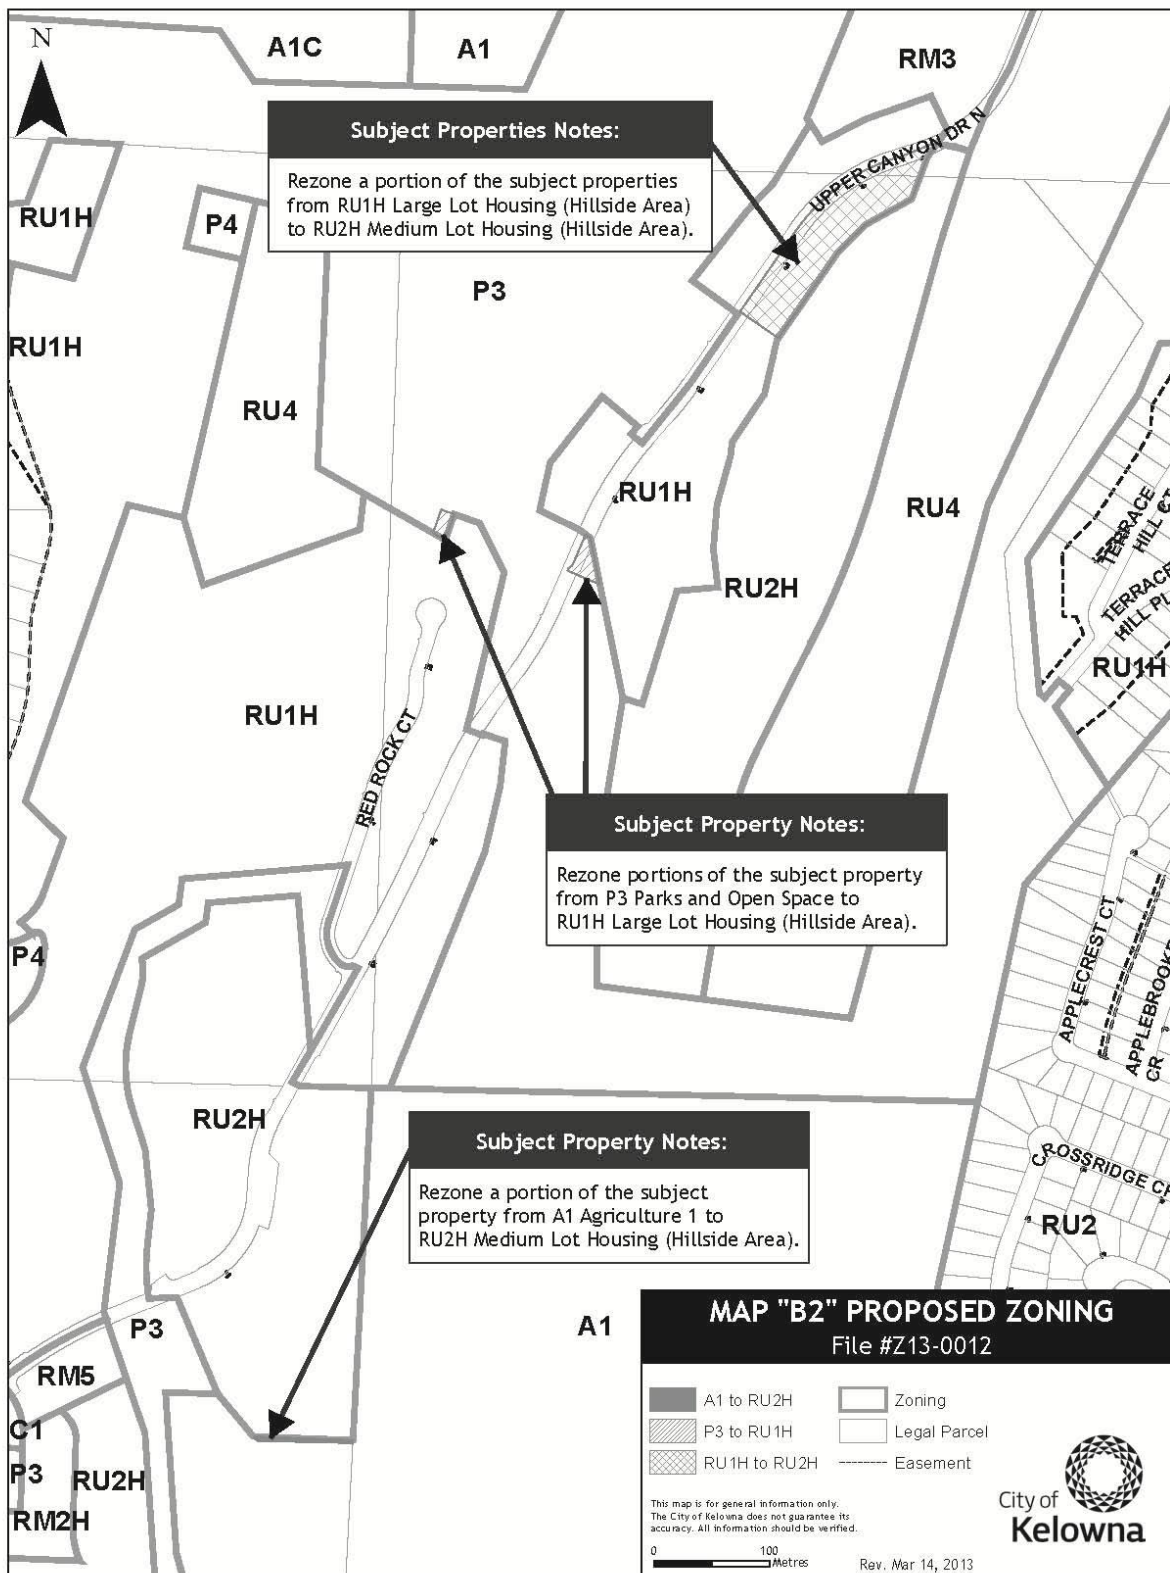 N
A1C
A1
RM3
Subject Properties Notes:
Rezone a portion of the subject properties
from RU1H Large Lot Housing (Hillside Area)
to RU2H Medium Lot Housing (Hillside Area).
UPPER CANYON DR N
RU1H
P4
P3
RU1H
RU4
RU1H
RU4
TERRACE
HILL CT
TERRACE
HILL PL
RU2H
RU1H
RU1H
RED ROCK CT
Subject Property Notes:
Rezone portions of the subject property
from P3 Parks and Open Space to
RU1H Large Lot Housing (Hillside Area).
P4
APPLECREST CT
APPLEBROOKE
CR
RU2H
Subject Property Notes:
Rezone a portion of the subject
property from A1 Agriculture 1 to
RU2H Medium Lot Housing (Hillside Area).
CROSSRIDGE CR
RU2
P3
A1
RM5
C1
P3
RU2H
RM2H
MAP "B2" PROPOSED ZONING
File #Z13-0012
A1 to RU2H
Zoning
P3 to RU1H
Legal Parcel
RU1H to RU2H
Easement
This map is for general information only.
The City of Kelowna does not guarantee its
accuracy. All information should be verified.
0 100
Metres
Rev. Mar 14, 2013
City of
Kelowna